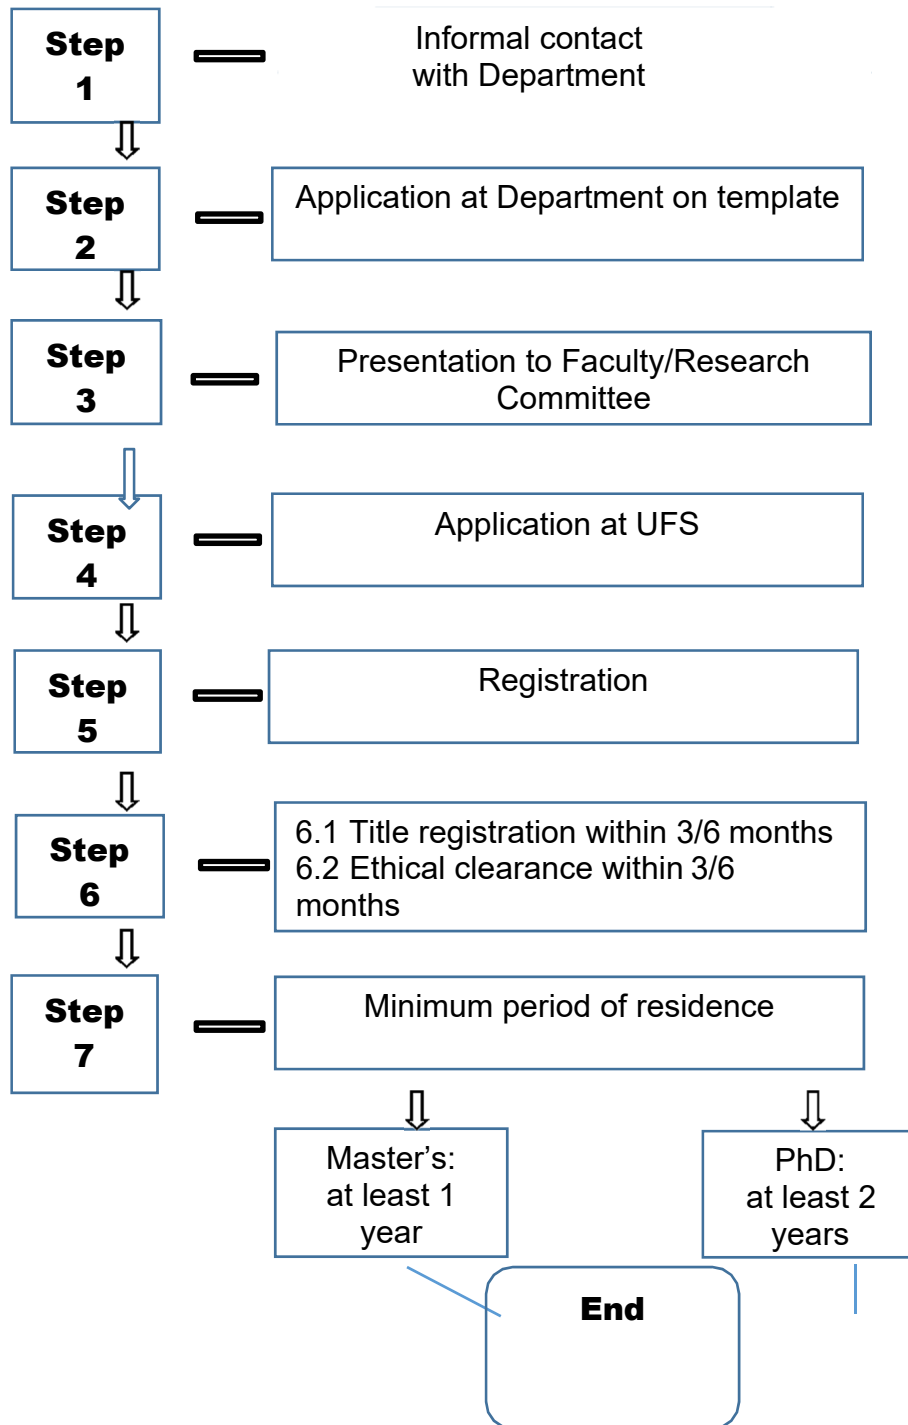 Step
1
Informal contact
with Department
Step
2
Application at Department on template
Step
3
Presentation to Faculty/Research
Committee
Step
4
Application at UFS
Step
5
Registration
Step
6
6.1 Title registration within 3/6 months
6.2 Ethical clearance within 3/6
months
Step
7
Minimum period of residence
Master’s:
at least 1
year
PhD:
at least 2
years
End